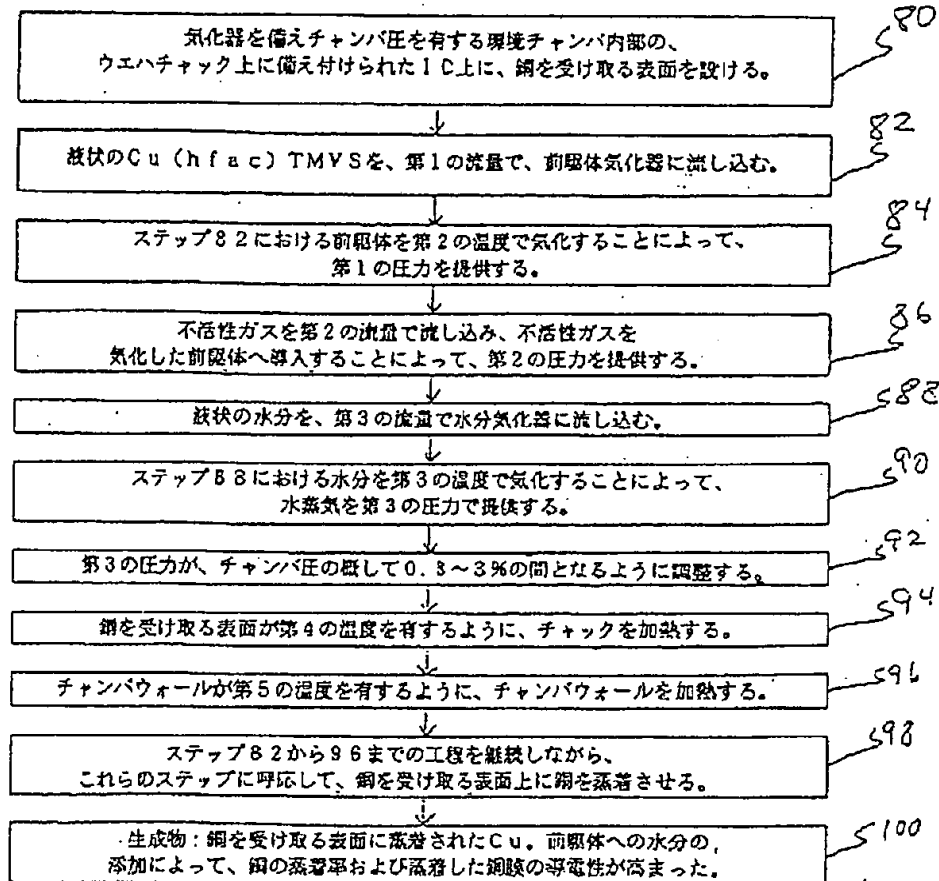 気化器を備えチャンバ圧を有する環境チャンバ内部の、
ウエハチャック上に備え付けられたIC上に、銅を受け取る表面を設ける。
80
液状のCu(hfac)TMVSを、第1の流量で、前駆体気化器に流し込む。
82
ステップ82における前駆体を第2の温度で気化することによって、
第1の圧力を提供する。
84
不活性ガスを第2の流量で流し込み、不活性ガスを
気化した前駆体へ導入することによって、第2の圧力を提供する。
86
液状の水分を、第3の流量で水分気化器に流し込む。
88
ステップ88における水分を第3の温度で気化することによって、
水蒸気を第3の圧力で提供する。
90
第3の圧力が、チャンバ圧の概して0.3~3%の間となるように調整する。
92
銅を受け取る表面が第4の温度を有するように、チャックを加熱する。
94
チャンバウォールが第5の温度を有するように、チャンバウォールを加熱する。
96
ステップ82から96までの工程を継続しながら、
これらのステップに呼応して、銅を受け取る表面上に銅を蒸着させる。
98
生成物:銅を受け取る表面に蒸着されたCu。前駆体への水分の、
添加によって、銅の蒸着率および蒸着した銅膜の導電性が高まった。
100